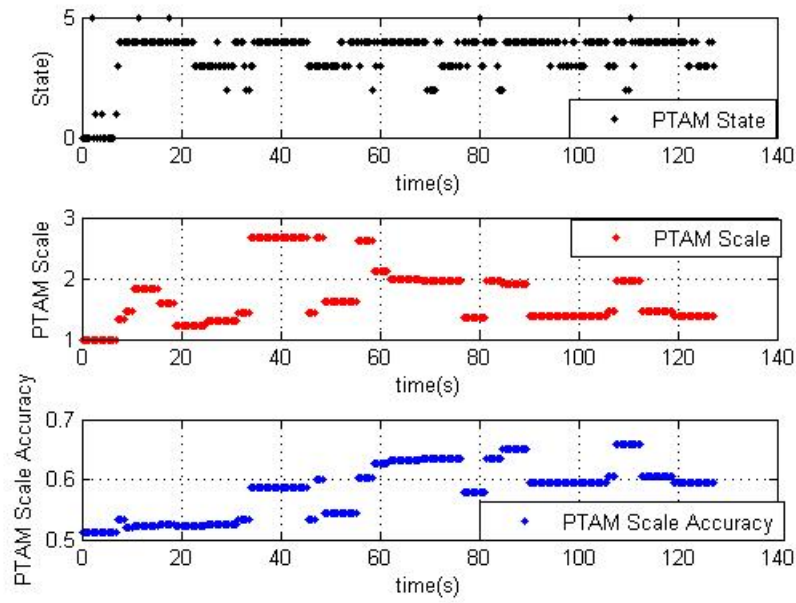 5
State)
0
PTAM State
0 20 40 60 80 100 120 140
time(s)
3
PTAM Scale
2
PTAM Scale
1
0 20 40 60 80 100 120 140
time(s)
0.7
PTAM Scale Accuracy
0.6
0.5
PTAM Scale Accuracy
0 20 40 60 80 100 120 140
time(s)